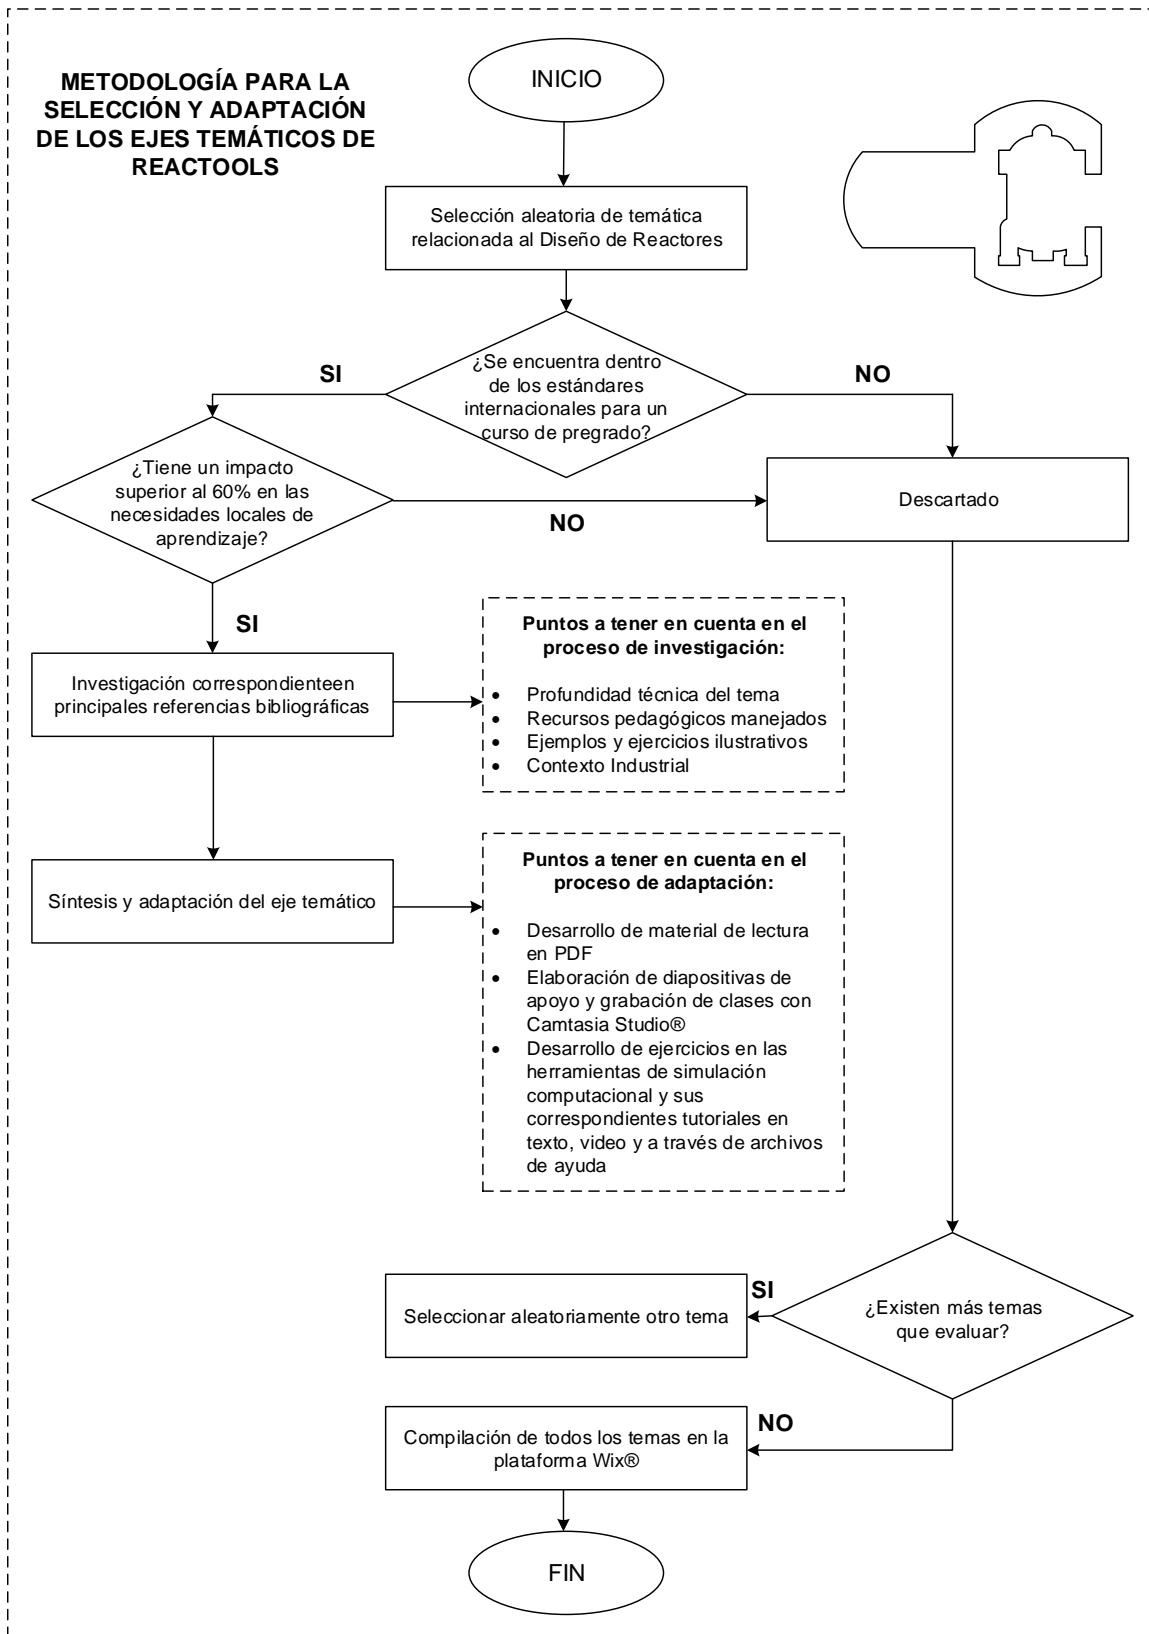 METODOLOGÍA PARA LA
SELECCIÓN Y ADAPTACIÓN
DE LOS EJES TEMÁTICOS DE
REACTOOLS
INICIO
Selección aleatoria de temática
relacionada al Diseño de Reactores
¿Se encuentra dentro
de los estándares
internacionales para un
curso de pregrado?
SI
NO
¿Tiene un impacto
superior al 60% en las
necesidades locales de
aprendizaje?
NO
Descartado
SI
Investigación correspondienteen
principales referencias bibliográficas
Puntos a tener en cuenta en el
proceso de investigación:
• Profundidad técnica del tema
• Recursos pedagógicos manejados
• Ejemplos y ejercicios ilustrativos
• Contexto Industrial
Síntesis y adaptación del eje temático
Puntos a tener en cuenta en el
proceso de adaptación:
• Desarrollo de material de lectura
en PDF
• Elaboración de diapositivas de
apoyo y grabación de clases con
Camtasia Studio®
• Desarrollo de ejercicios en las
herramientas de simulación
computacional y sus
correspondientes tutoriales en
texto, video y a través de archivos
de ayuda
¿Existen más temas
que evaluar?
SI
Seleccionar aleatoriamente otro tema
NO
Compilación de todos los temas en la
plataforma Wix®
FIN